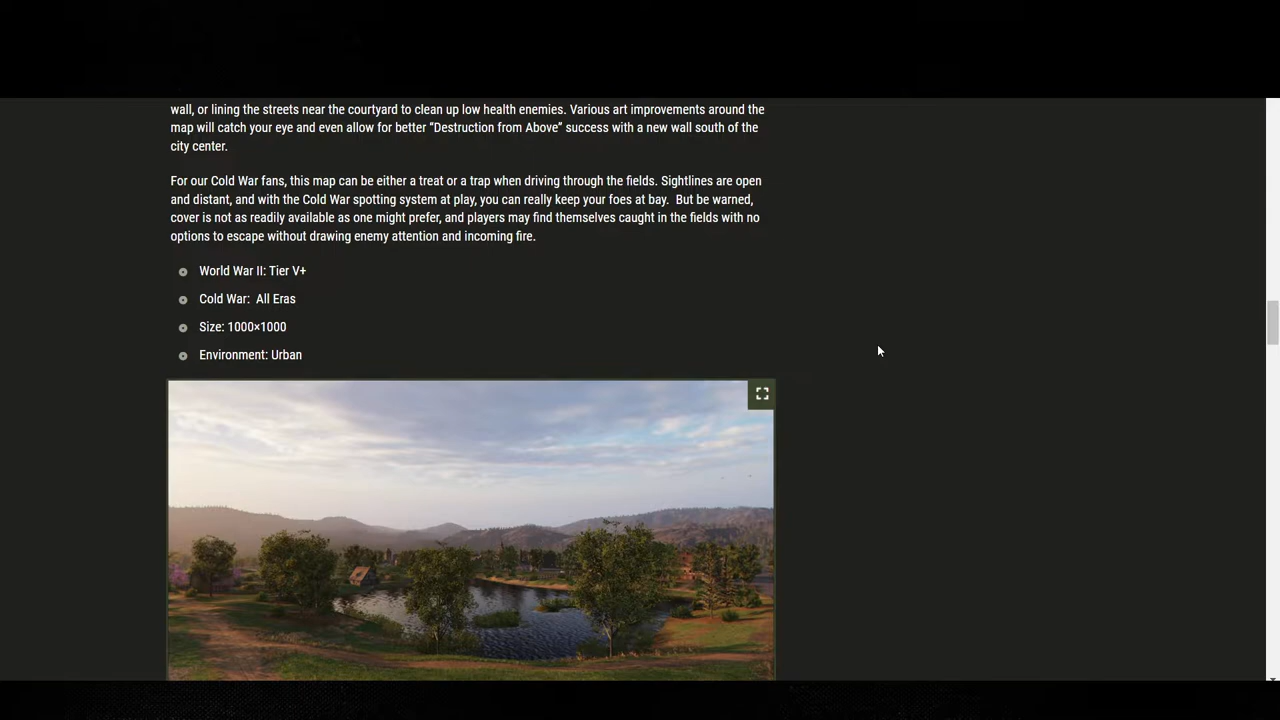 wall, or lining the streets near the courtyard to clean up low health enemies. Various art improvements around the
map will catch your eye and even allow for better “Destruction from Above” success with a new wall south of the
city center.
For our Cold War fans, this map can be either a treat or a trap when driving through the fields. Sightlines are open
and distant, and with the Cold War spotting system at play, you can really keep your foes at bay.  But be warned,
cover is not as readily available as one might prefer, and players may find themselves caught in the fields with no
options to escape without drawing enemy attention and incoming fire.
World War II: Tier V+
Cold War:  All Eras
Size: 1000×1000
Environment: Urban